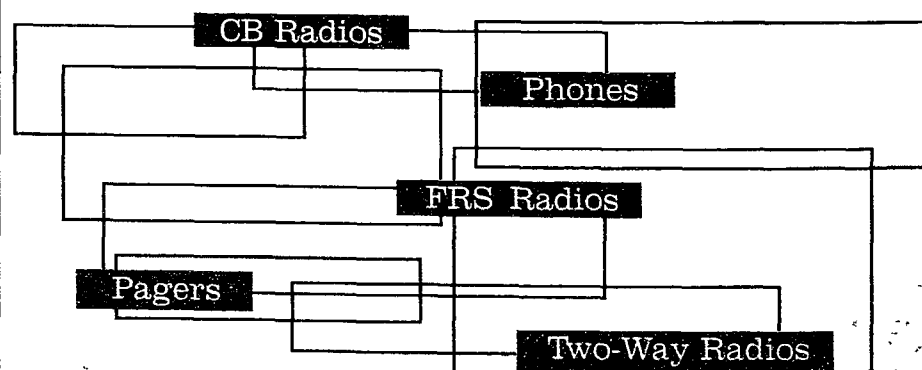 CB Radios
Phones
FRS Radios
Pagers
Two-Way Radios